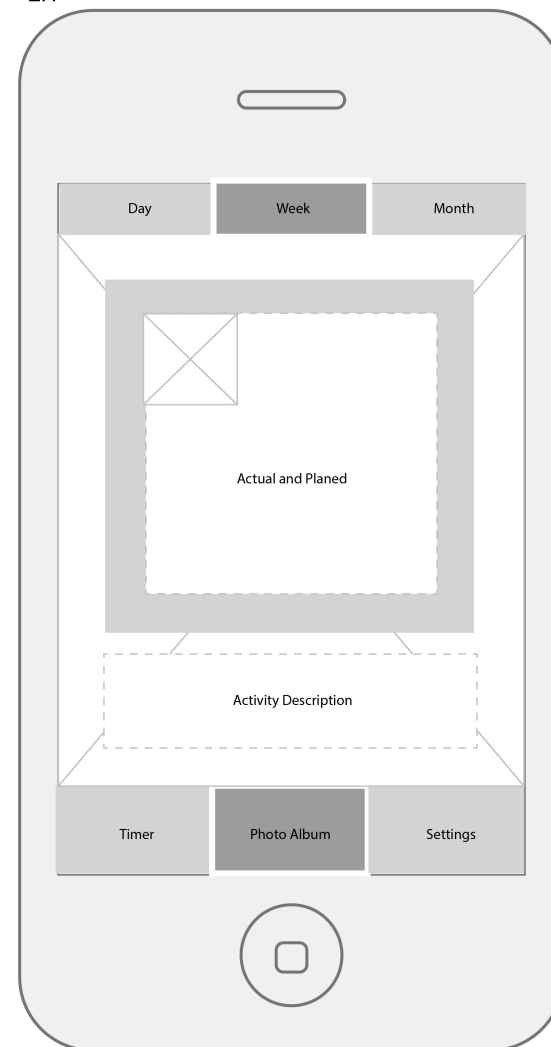 Day
Week
Month
Actual and Planed
Activity Description
Timer
Photo Album
Settings